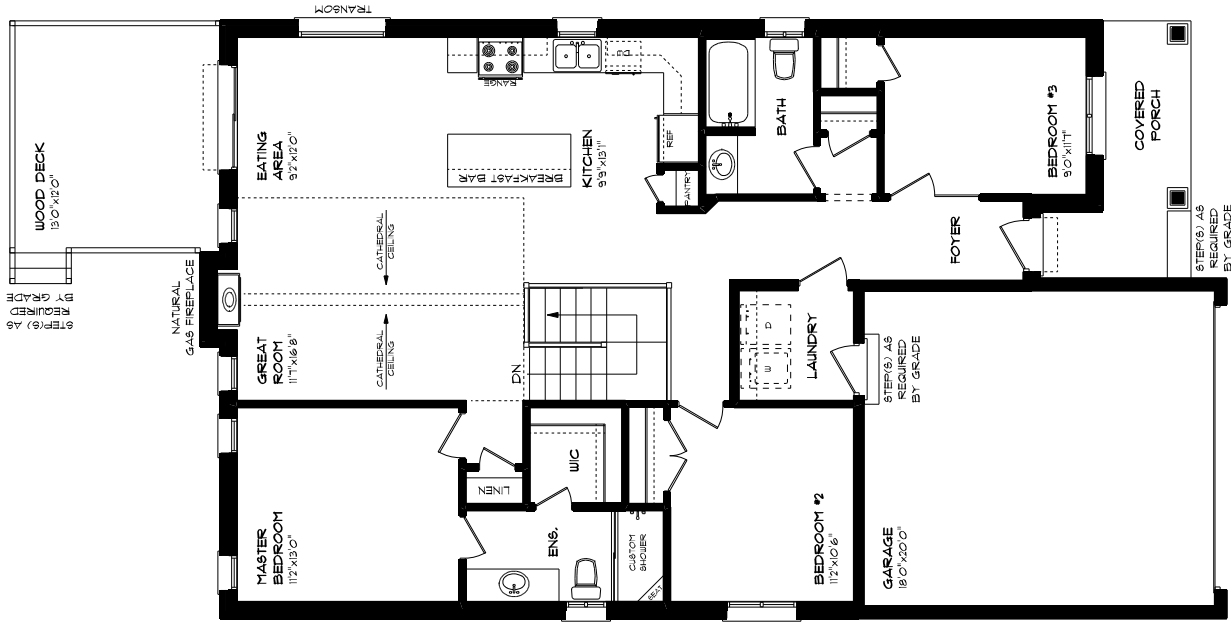 TRANSOM
WOOD DECK
13'0"x12'0"
STEP(S) AS
REQUIRED
BY GRADE
NATURAL
GAS FIREPLACE
EATING
AREA
9'2"x12'0"
RANGE
BREAKFAST BAR
KITCHEN
9'9"x13'1"
REF
PANTRY
BATH
BEDROOM #3
9'0"x11'7"
COVERED
PORCH
STEP(S) AS
REQUIRED
BY GRADE
FOYER
CATHEDRAL
CEILING
CATHEDRAL
CEILING
GREAT
ROOM
11'7"x16'8"
DN
LAUNDRY
D
W
STEP(S) AS
REQUIRED
BY GRADE
MASTER
BEDROOM
11'2"x13'0"
LINEN
WIC
ENS.
CUSTOM
SHOWER
SEAT
BEDROOM #2
11'2"x10'6"
GARAGE
18'0"x20'0"